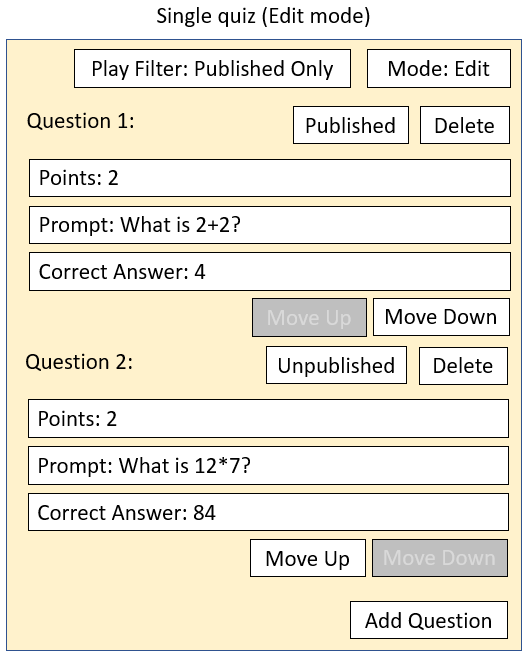 Single quiz (Edit mode)
Play Filter: Published Only
Mode: Edit
Question 1:
Published
Delete
Points: 2
Prompt: What is 2+2?
Correct Answer: 4
Move Up
Move Down
Question 2:
Unpublished
Delete
Points: 2
Prompt: What is 12*7?
Correct Answer: 84
Move Up
Move Down
Add Question